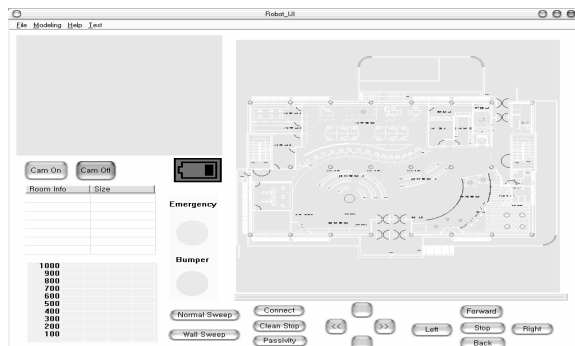 Robot_UI
File Modeling Help Test
Cam On Cam Off
Room Info Size
Emergency
Bumper
1000
900
800
700
600
500
400
300
200
100
Normal Sweep
Wall Sweep
Connect
Clean Stop
Passivity
<< >>
Forward
Left Stop Right
Back